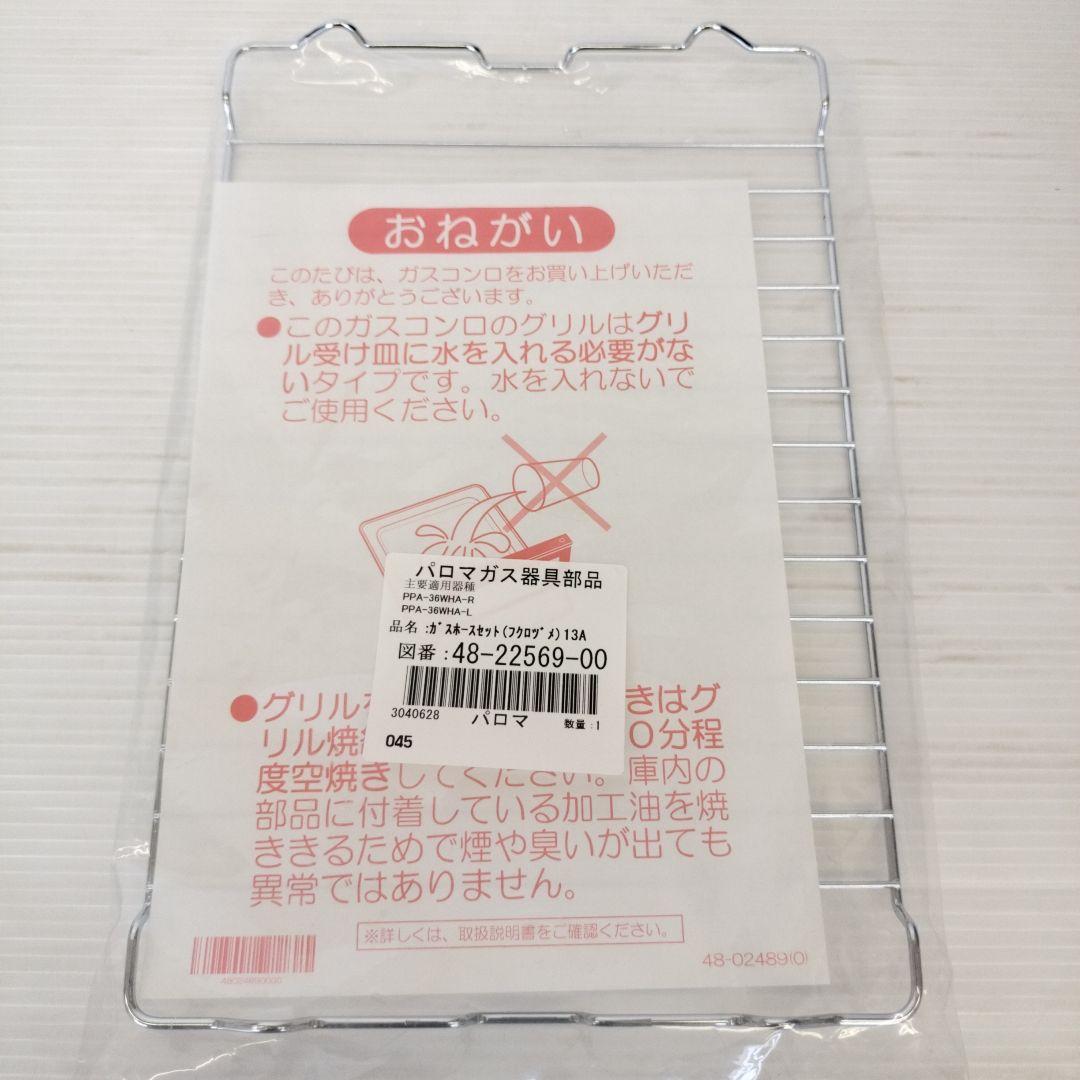 おねがい
このたびは、ガスコンロをお買い上げいただ
き、ありがとうございます。
●このガスコンロのグリルはグリ
ル受け皿に水を入れる必要がな
いタイプです。水を入れないで
ご使用ください。
パロマガス器具部品
主要適用器種
PPA-36WHA-R
PPA-36WHA-L
品名:ｶﾞｽﾎｰｽｾｯﾄ(ﾌｸﾛﾂﾞﾒ)13A
図番:48-22569-00
3040628 パロマ 数量:1
045
●グリル きはグ
リル焼 0分程
度空焼きしてください。庫内の
部品に付着している加工油を焼
ききるためで煙や臭いが出ても
異常ではありません。
※詳しくは、取扱説明書をご確認ください。
48-02489(0)